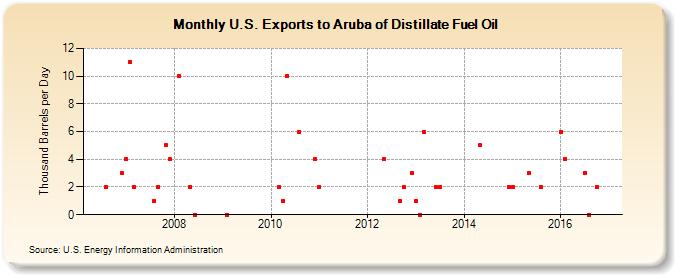 Monthly U.S. Exports to Aruba of Distillate Fuel Oil
Thousand Barrels per Day
12
10
8
6
4
2
0
2008 2010 2012 2014 2016
Source: U.S. Energy Information Administration